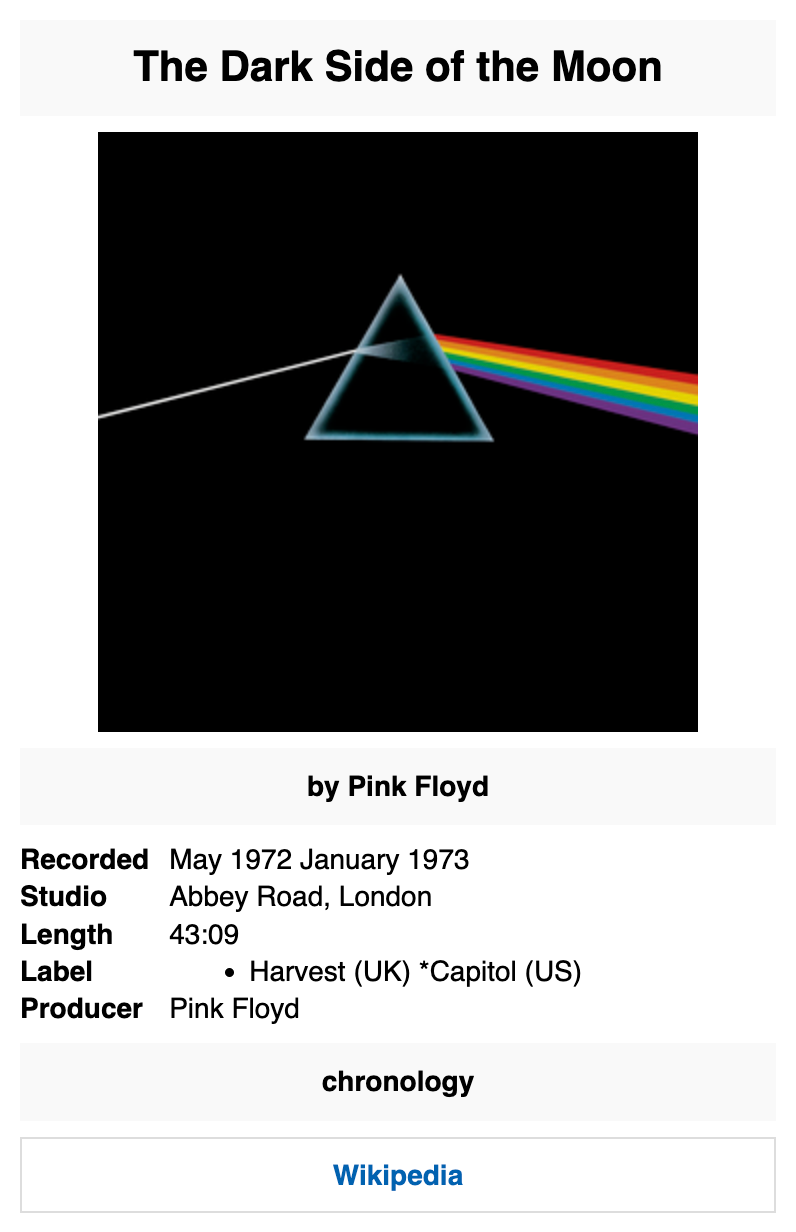 The Dark Side of the Moon
by Pink Floyd
Recorded May 1972 January 1973
Studio Abbey Road, London
Length 43:09
Label • Harvest (UK) *Capitol (US)
Producer Pink Floyd
chronology
Wikipedia